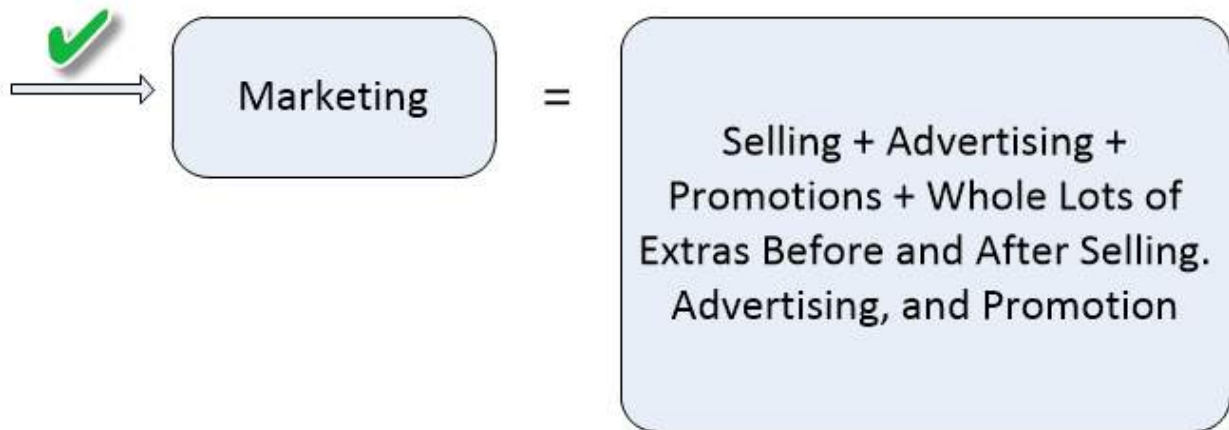 Marketing
=
Selling + Advertising +
Promotions + Whole Lots of
Extras Before and After Selling.
Advertising, and Promotion